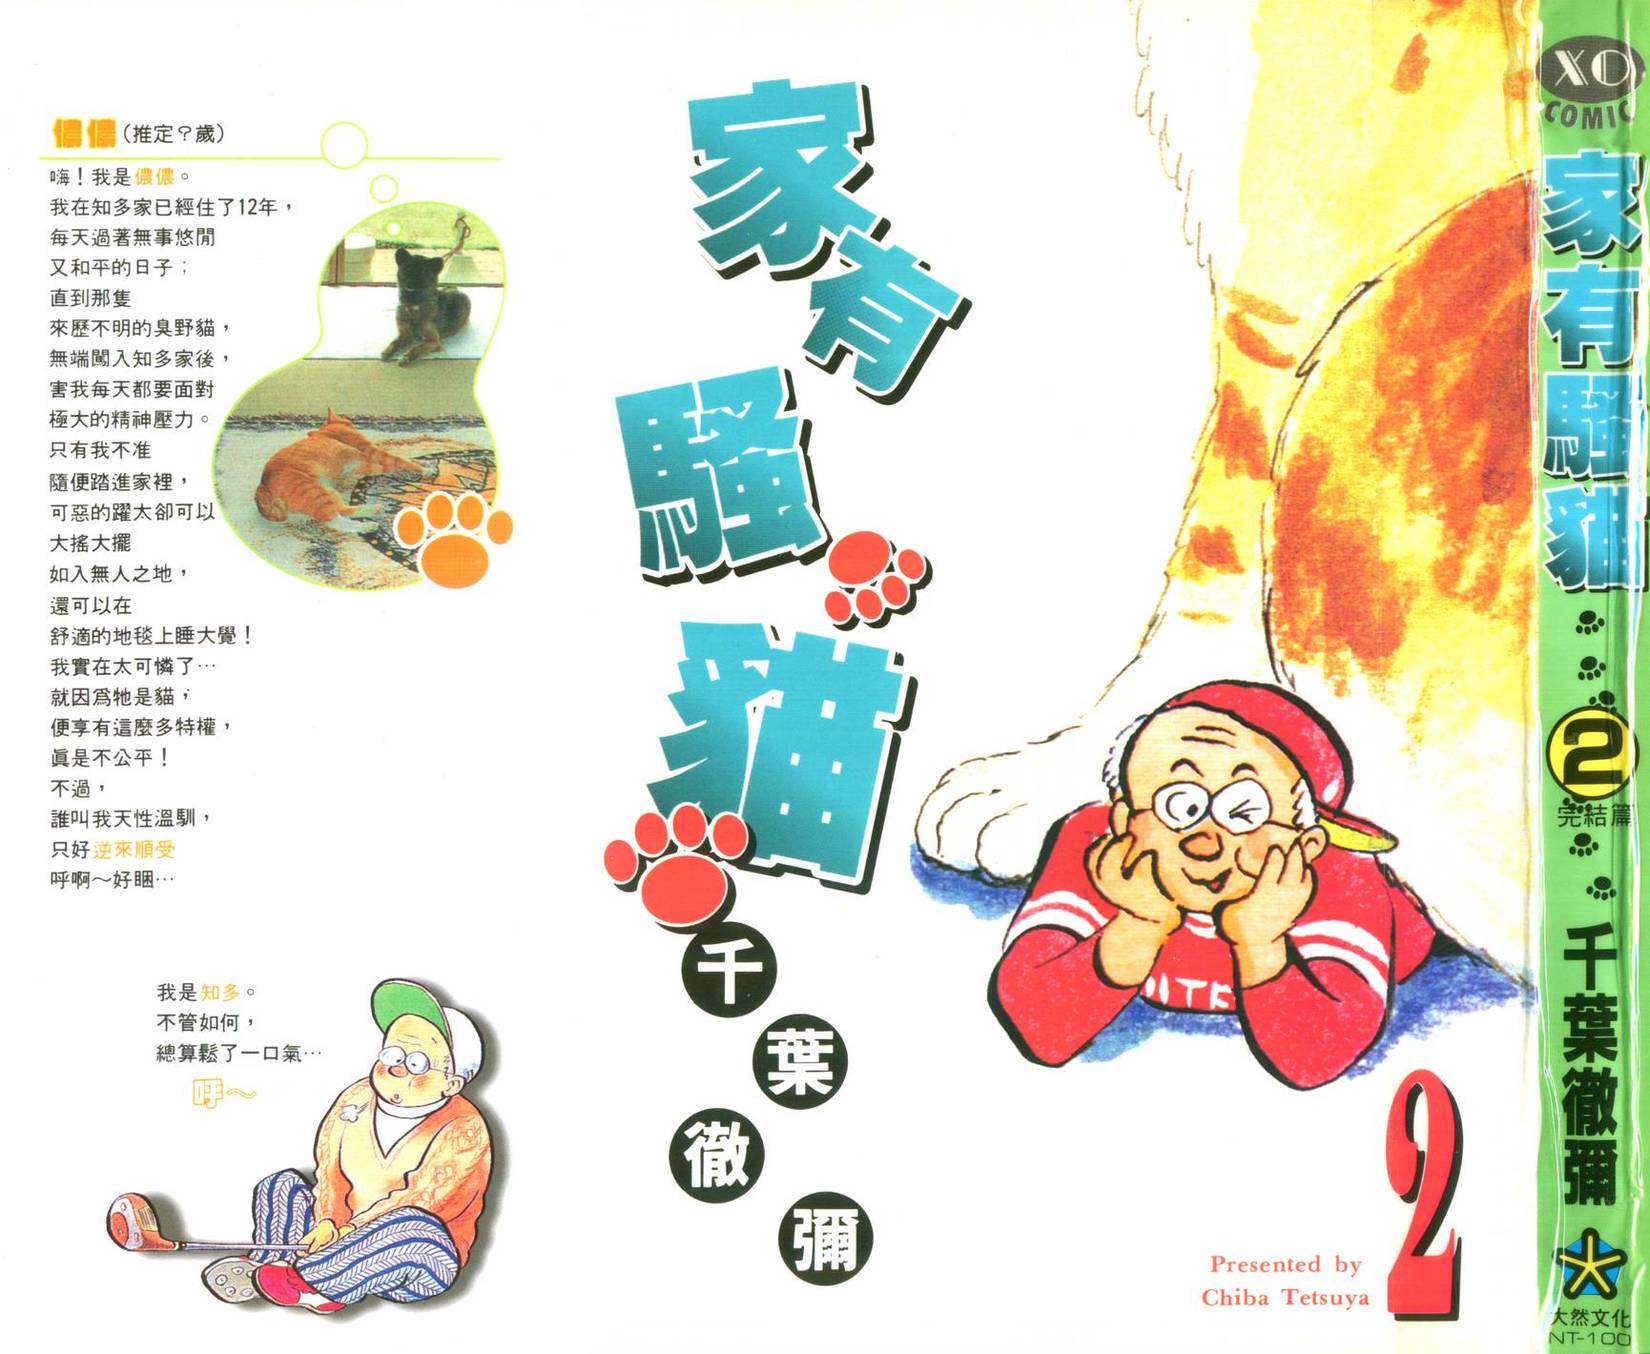 儂儂(推定?歲)
嗨!我是儂儂。
我在知多家已經住了12年,
每天過著無事悠閒
又和平的日子;
直到那隻
來歷不明的臭野貓,
無端闖入知多家後,
害我每天都要面對
極大的精神壓力。
只有我不准
隨便踏進家裡,
可惡的躍太卻可以
大搖大擺
如入無人之地,
還可以在
舒適的地毯上睡大覺!
我實在太可憐了…
就因為牠是貓,
便享有這麼多特權,
眞是不公平!
不過,
誰叫我天性溫馴,
只好逆來順受
呼啊~好睏…
我是知多。
不管如何,
總算鬆了一口氣…
呼~
家有騷貓
千葉徹彌
2
Presented by
Chiba Tetsuya
XO
COMIC
家有騷貓
2
完結篇
千葉徹彌
大然文化
NT-100